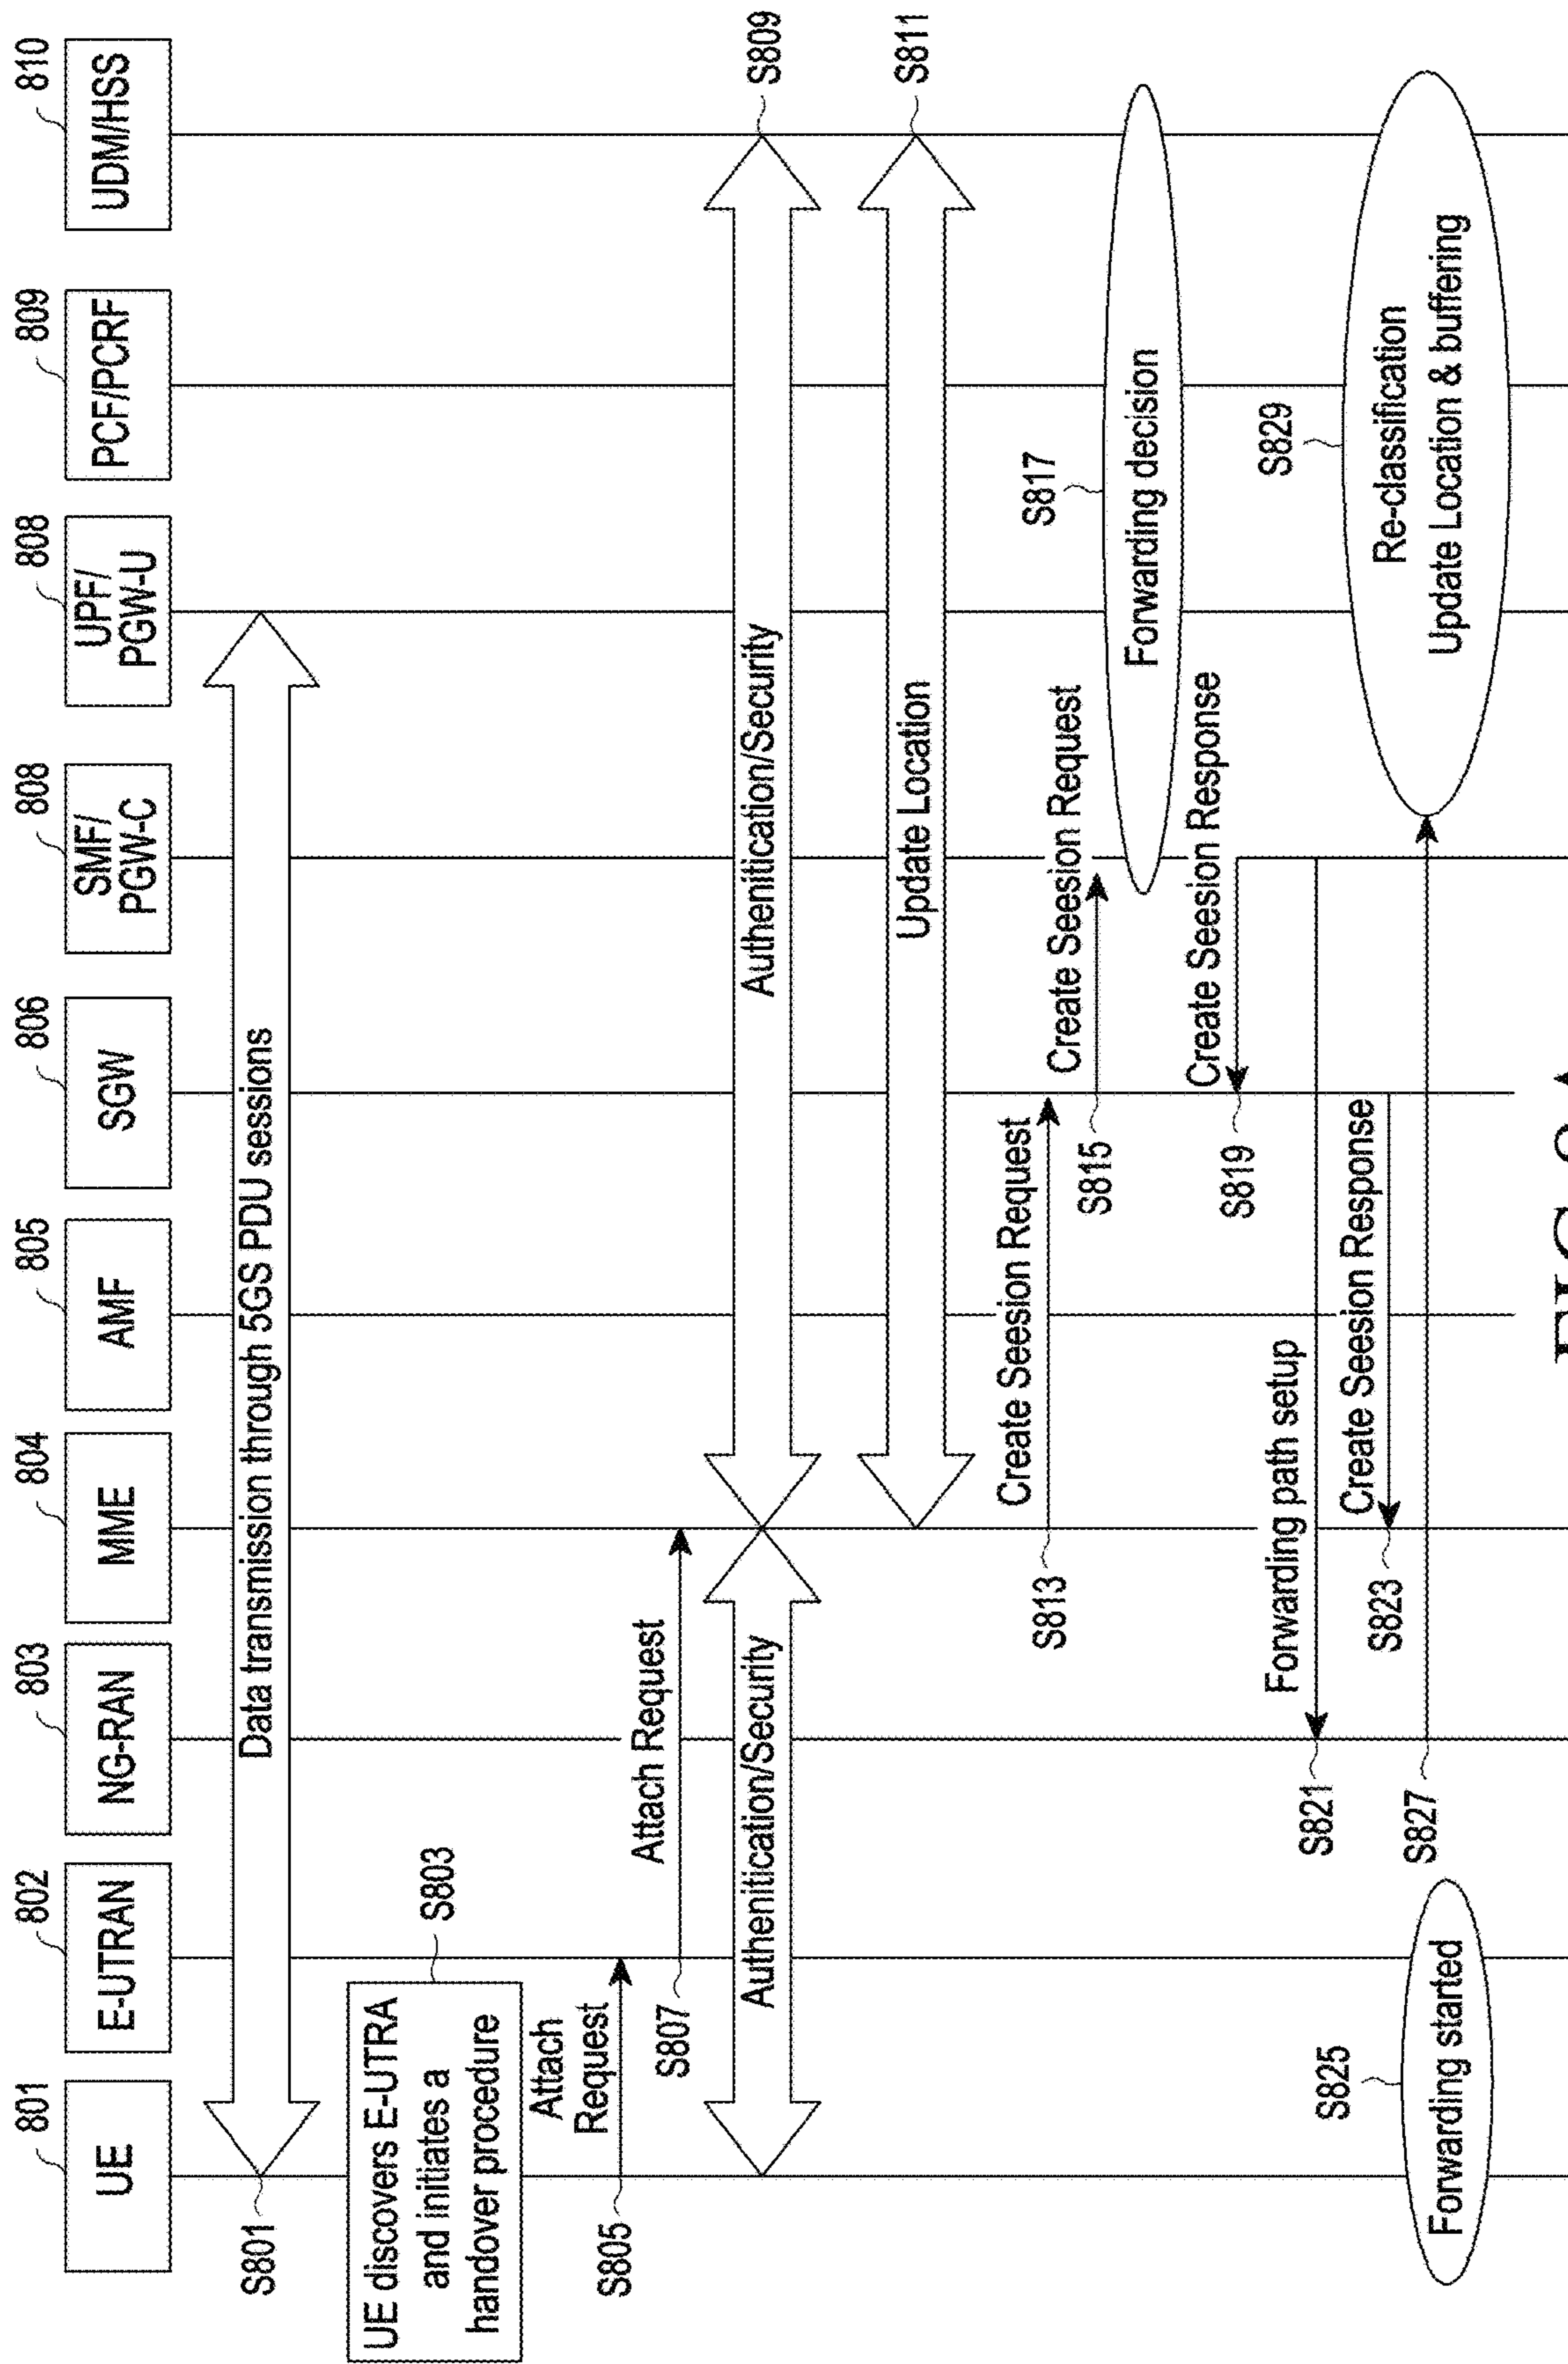 801
802
803
804
805
806
808
808
809
810
UE
E-UTRAN
NG-RAN
MME
AMF
SGW
SMF/
PGW-C
UPF/
PGW-U
PCF/PCRF
UDM/HSS
S801
Data transmission through 5GS PDU sessions
UE discovers E-UTRA
and initiates a
handover procedure
S803
Attach
Request
S805
Attach Request
S807
Authenitication/Security
Authenitication/Security
S809
Update Location
S811
Create Seesion Request
S813
Create Seesion Request
S815
S817
Forwarding decision
Create Seesion Response
S819
Forwarding path setup
S821
Create Seesion Response
S823
S825
Forwarding started
S827
S829
Re-classification
Update Location & buffering